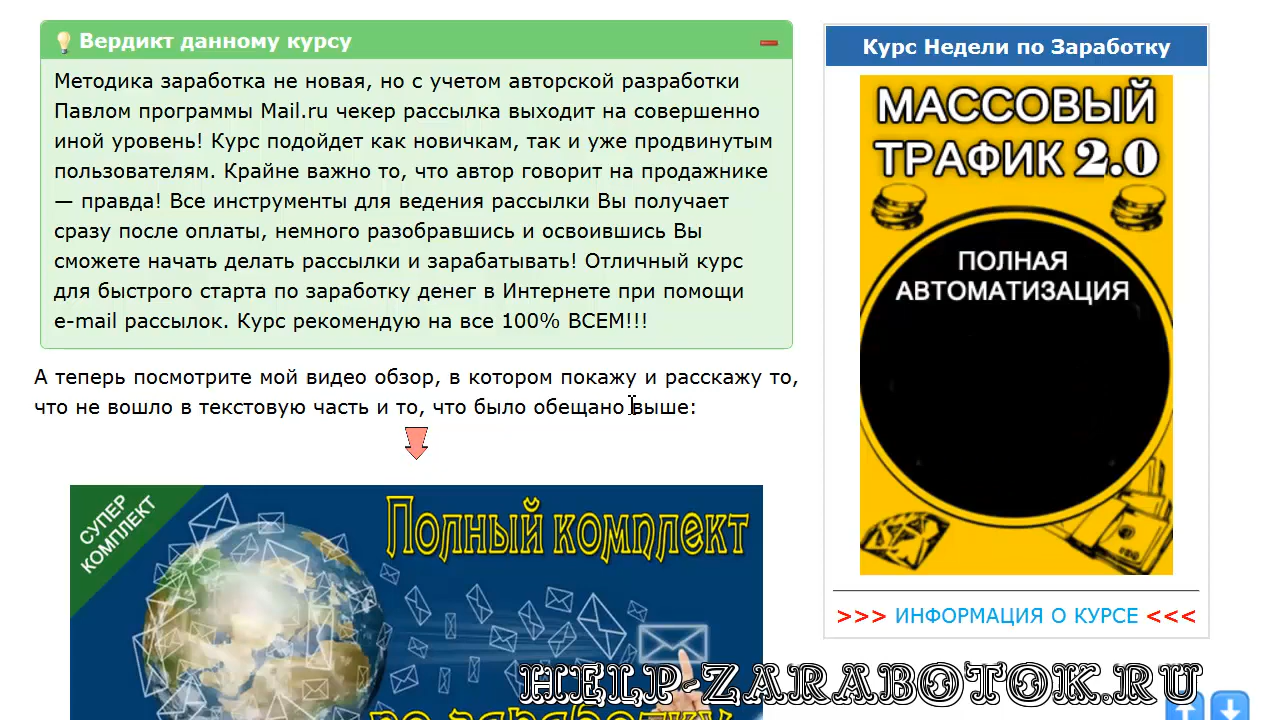 Вердикт данному курсу
Методика заработка не новая, но с учетом авторской разработки
Павлом программы Mail.ru чекер рассылка выходит на совершенно
иной уровень! Курс подойдет как новичкам, так и уже продвинутым
пользователям. Крайне важно то, что автор говорит на продажнике
— правда! Все инструменты для ведения рассылки Вы получает
сразу после оплаты, немного разобравшись и освоившись Вы
сможете начать делать рассылки и зарабатывать! Отличный курс
для быстрого старта по заработку денег в Интернете при помощи
e-mail рассылок. Курс рекомендую на все 100% ВСЕМ!!!
А теперь посмотрите мой видео обзор, в котором покажу и расскажу то,
что не вошло в текстовую часть и то, что было обещано выше:
СУПЕР
КОМПЛЕКТ
Полный комплект
по заработку
Курс Недели по Заработку
МАССОВЫЙ
ТРАФИК 2.0
ПОЛНАЯ
АВТОМАТИЗАЦИЯ
>>> ИНФОРМАЦИЯ О КУРСЕ <<<
HELP-ZARABOTOK.RU